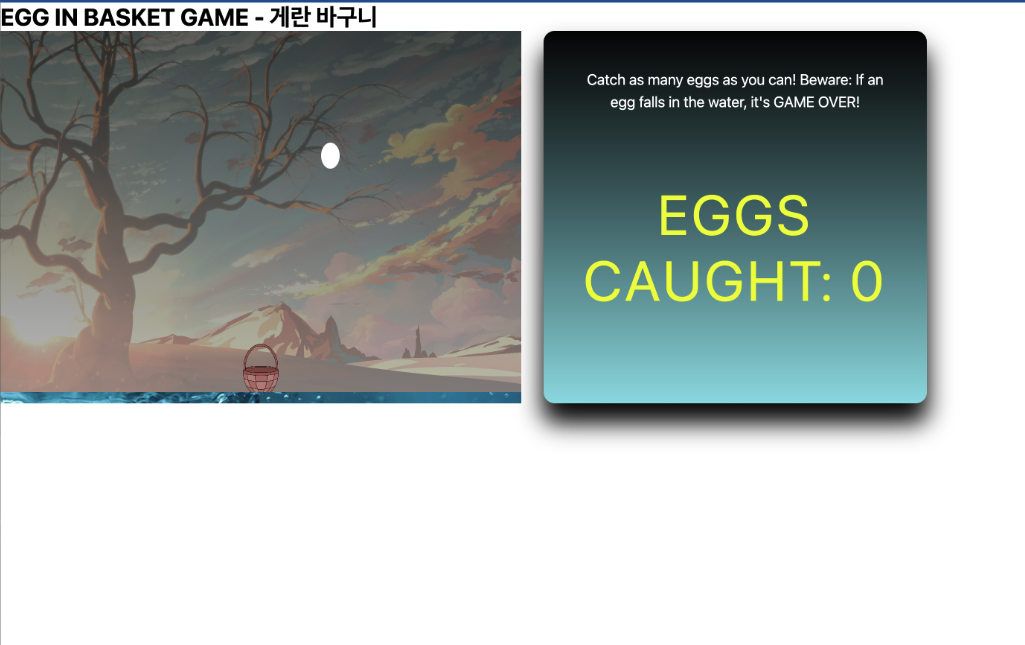 EGG IN BASKET GAME - 게란 바구니
Catch as many eggs as you can! Beware: If an
egg falls in the water, it's GAME OVER!
EGGS
CAUGHT: 0